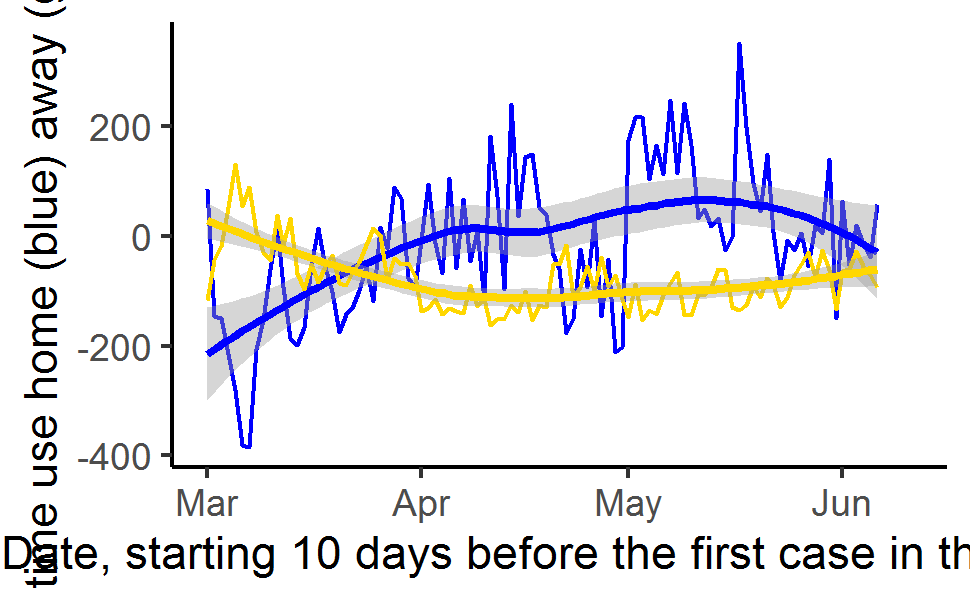 time use home (blue) away (
200
0
-200
-400
Mar Apr May Jun
Date, starting 10 days before the first case in th